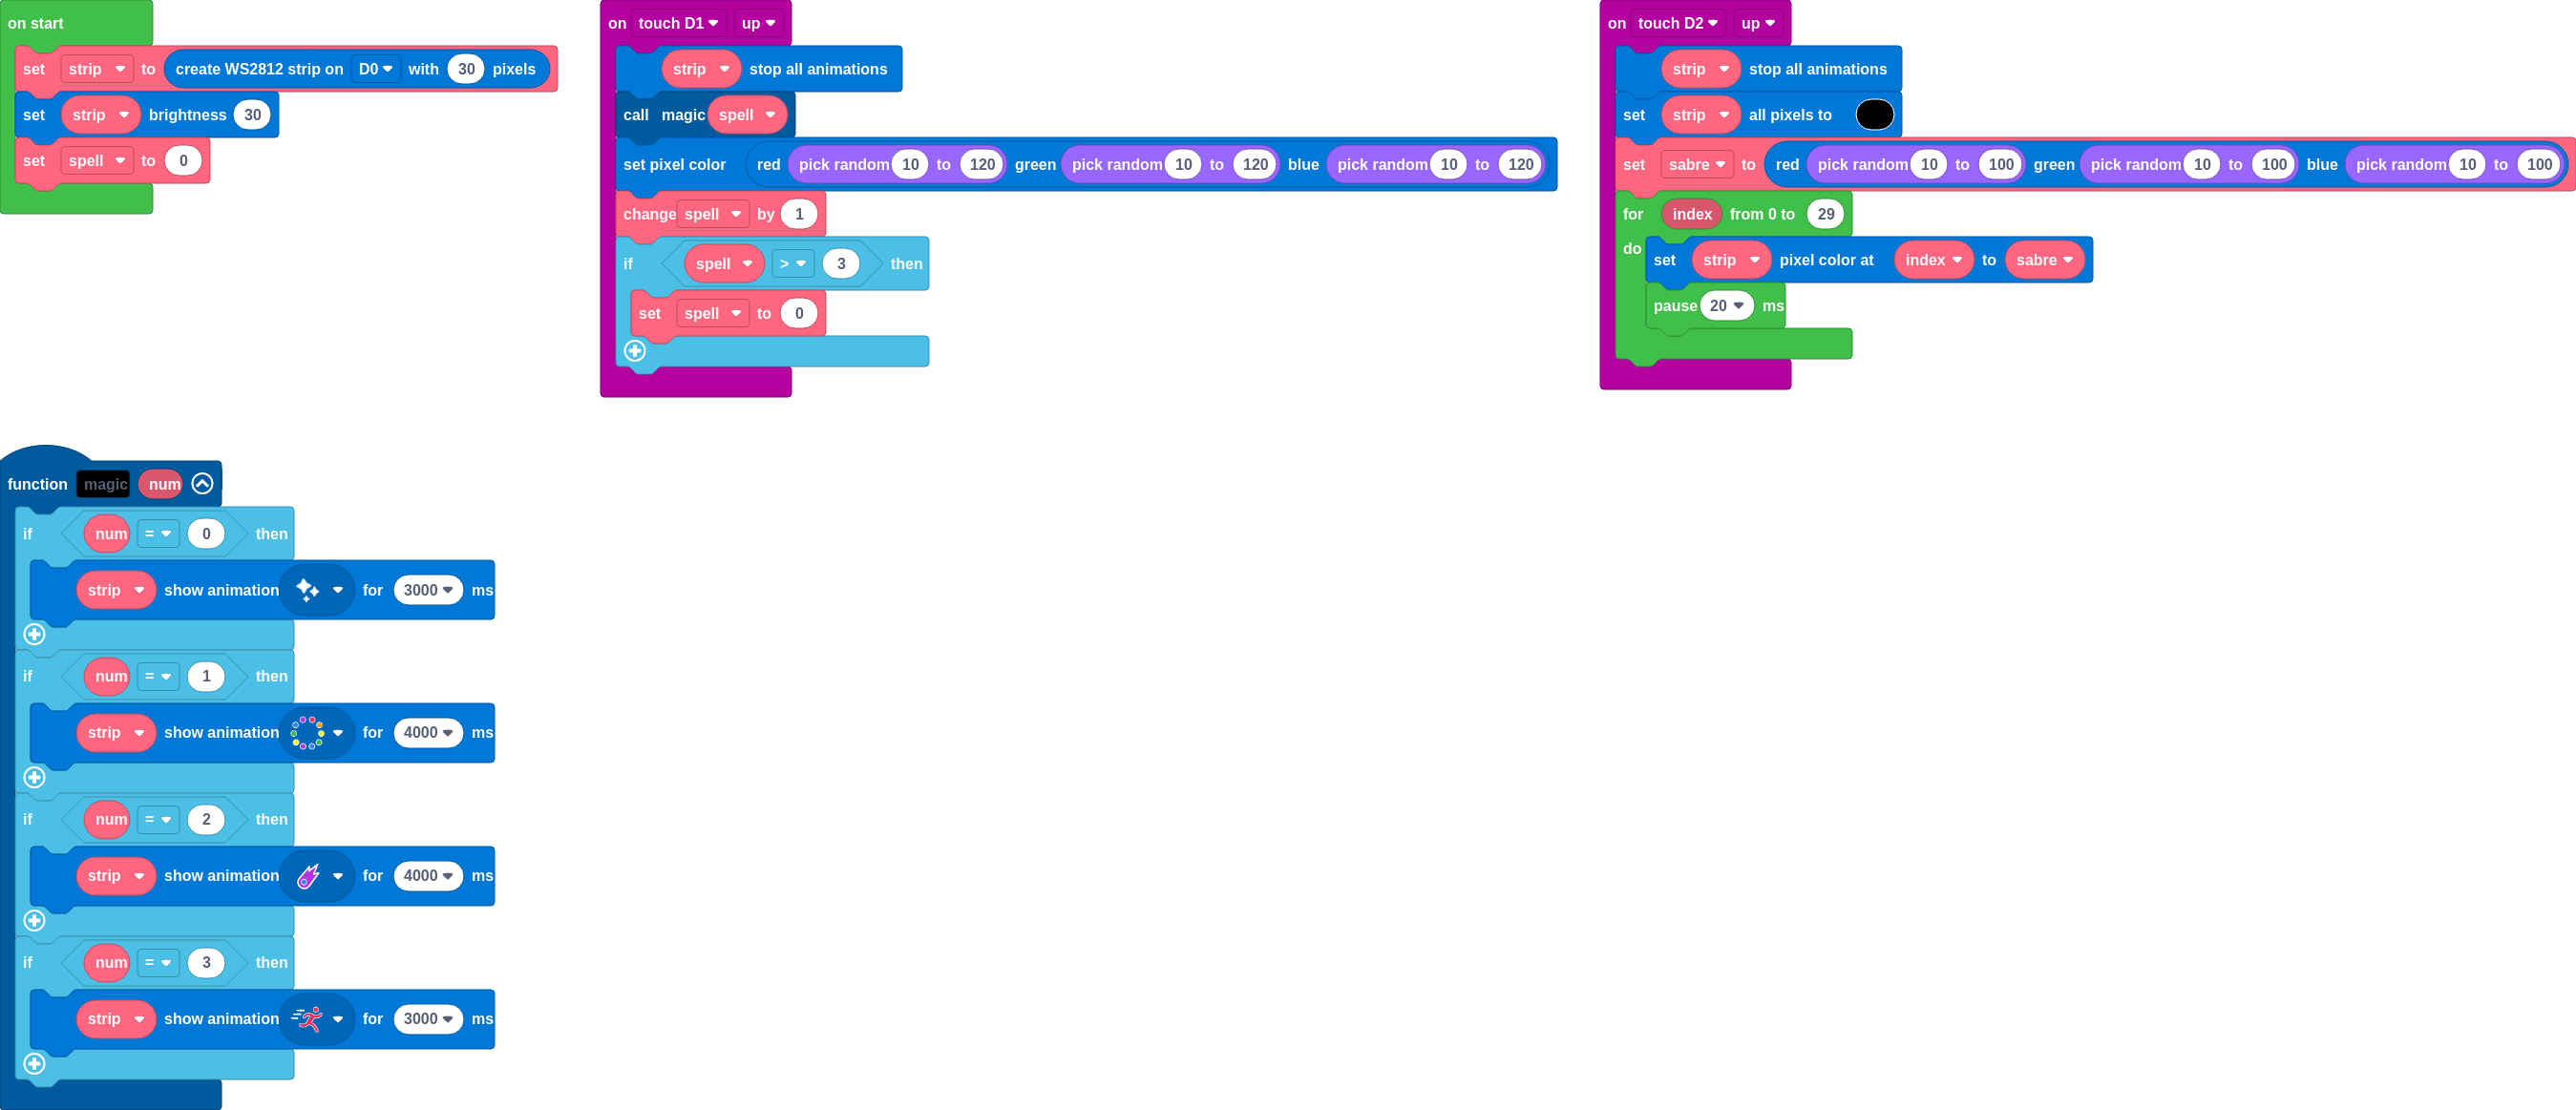 on start
set strip to create WS2812 strip on D0 with 30 pixels
set strip brightness 30
set spell to 0
on touch D1 up
strip stop all animations
call magic spell
set pixel color red pick random 10 to 120 green pick random 10 to 120 blue pick random 10 to 120
change spell by 1
if spell > 3 then
set spell to 0
on touch D2 up
strip stop all animations
set strip all pixels to
set sabre to red pick random 10 to 100 green pick random 10 to 100 blue pick random 10 to 100
for index from 0 to 29
do
set strip pixel color at index to sabre
pause 20 ms
function magic num
if num = 0 then
strip show animation for 3000 ms
if num = 1 then
strip show animation for 4000 ms
if num = 2 then
strip show animation for 4000 ms
if num = 3 then
strip show animation for 3000 ms